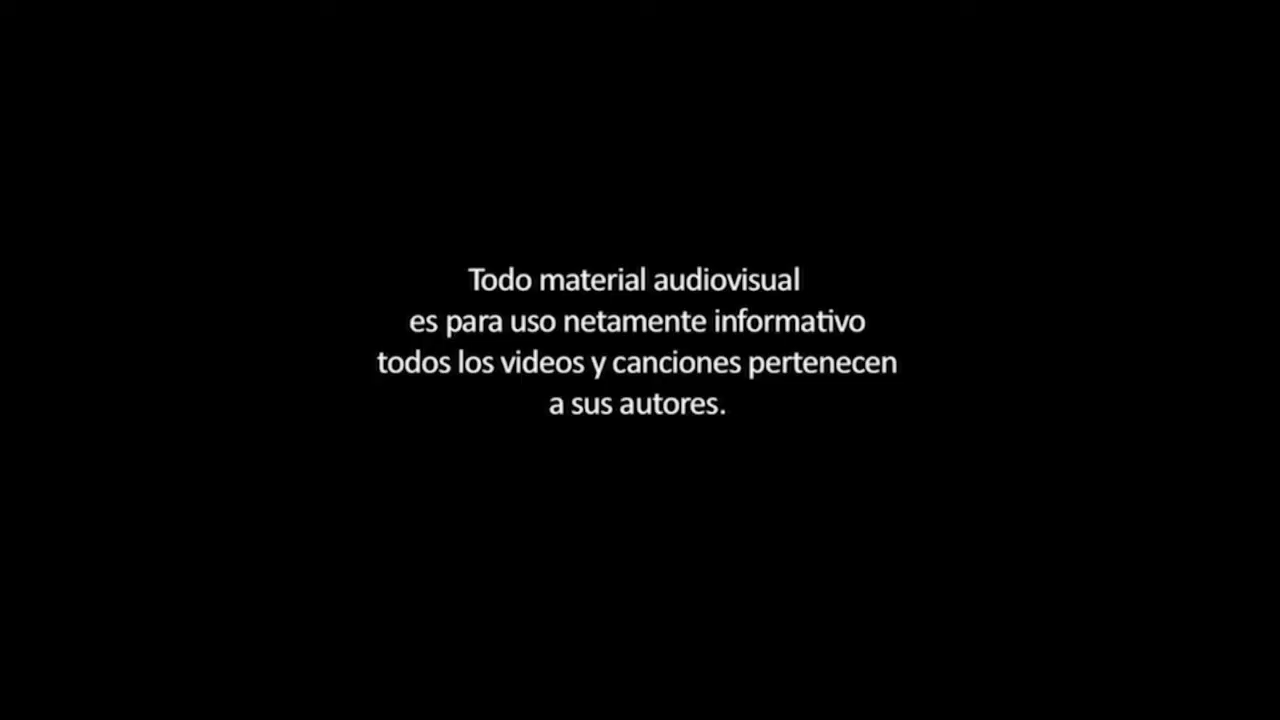 Todo material audiovisual
es para uso netamente informativo
todos los videos y canciones pertenecen
a sus autores.